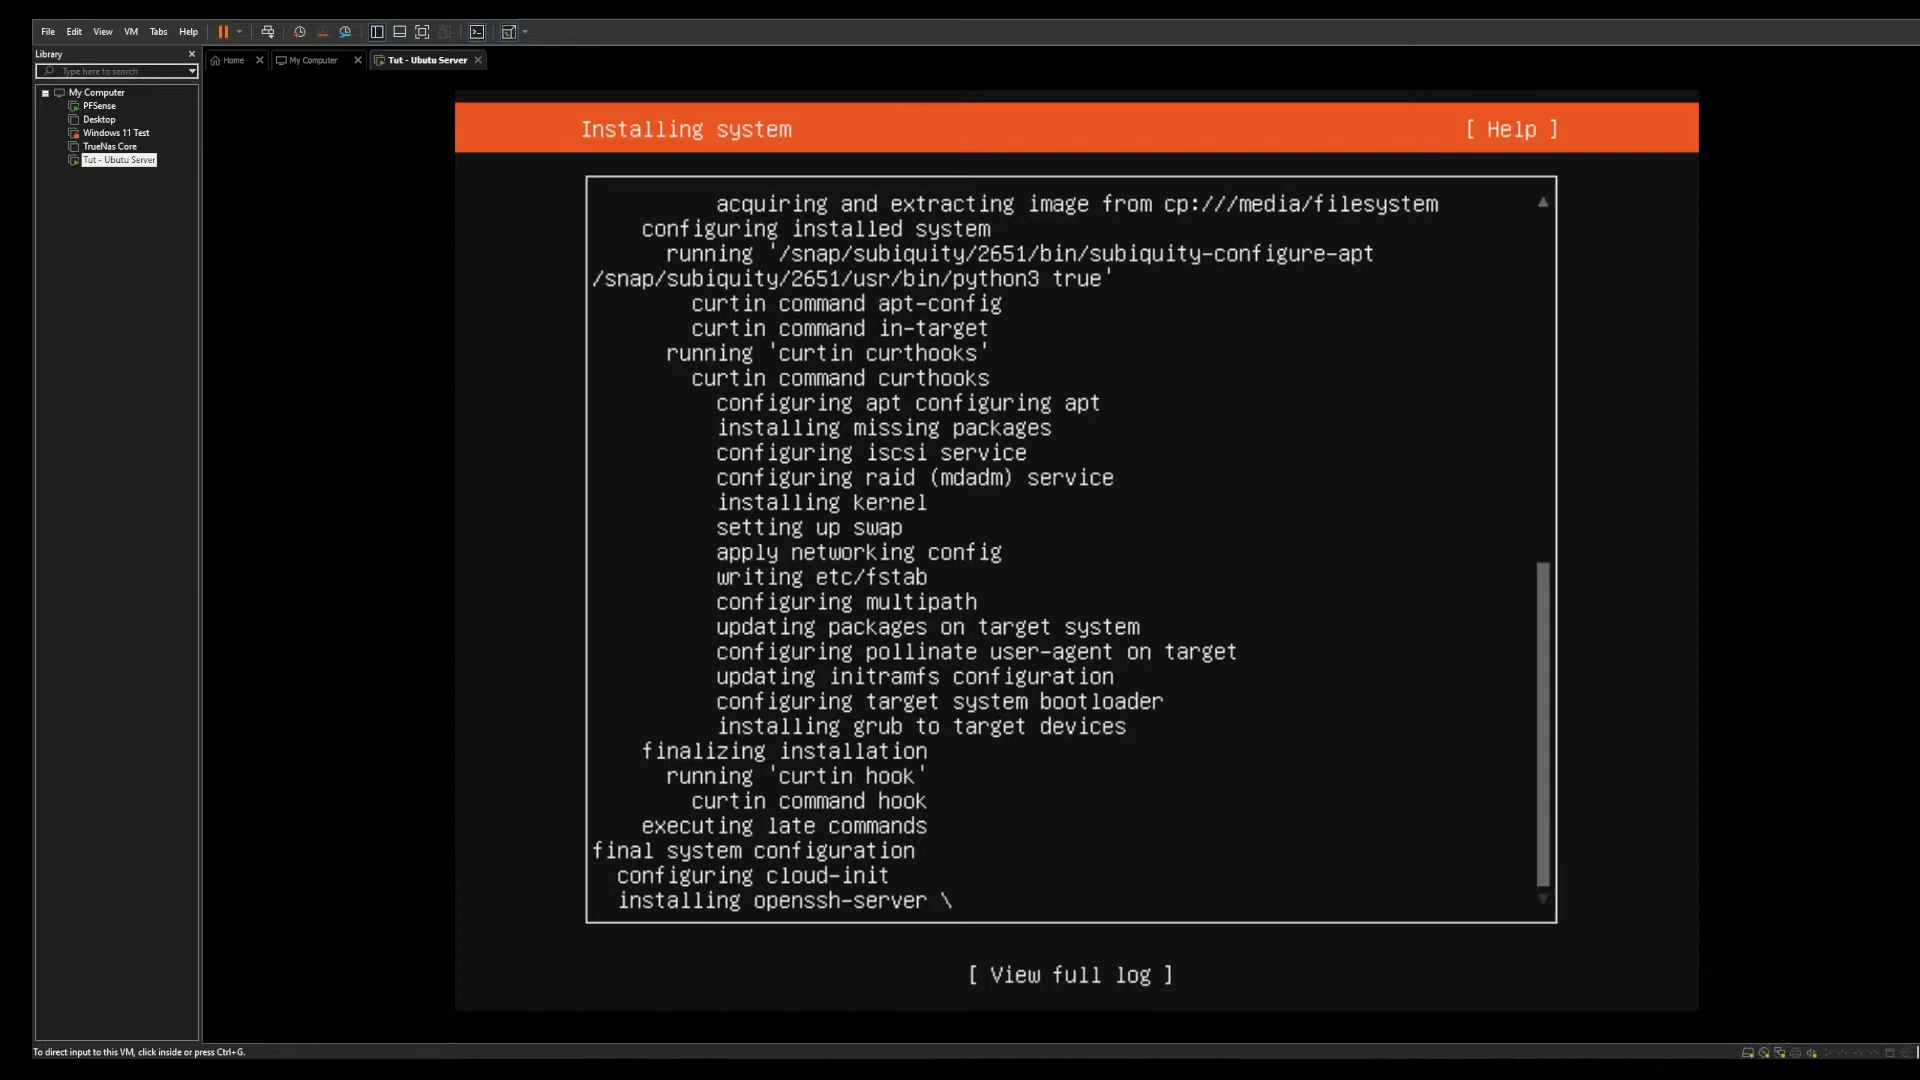 File Edit View VM Tabs Help
Library
Type here to search
Home
My Computer
Tut - Ubutu Server
My Computer
PFSense
Desktop
Windows 11 Test
TrueNas Core
Tut - Ubutu Server
Installing system [ Help ]
acquiring and extracting image from cp:///media/filesystem
configuring installed system
running '/snap/subiquity/2651/bin/subiquity-configure-apt
/snap/subiquity/2651/usr/bin/python3 true'
curtin command apt-config
curtin command in-target
running 'curtin curthooks'
curtin command curthooks
configuring apt configuring apt
installing missing packages
configuring iscsi service
configuring raid (mdadm) service
installing kernel
setting up swap
apply networking config
writing etc/fstab
configuring multipath
updating packages on target system
configuring pollinate user-agent on target
updating initramfs configuration
configuring target system bootloader
installing grub to target devices
finalizing installation
running 'curtin hook'
curtin command hook
executing late commands
final system configuration
configuring cloud-init
installing openssh-server \
[ View full log ]
To direct input to this VM, click inside or press Ctrl+G.